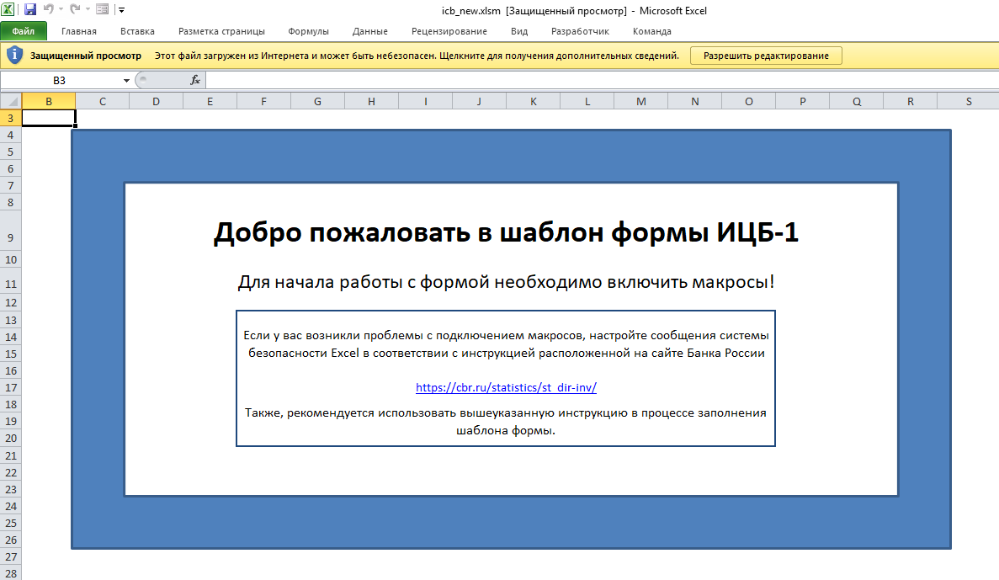 icb_new.xlsm [Защищенный просмотр] - Microsoft Excel
Файл Главная Вставка Разметка страницы Формулы Данные Рецензирование Вид Разработчик Команда
Защищенный просмотр Этот файл загружен из Интернета и может быть небезопасен. Щелкните для получения дополнительных сведений. Разрешить редактирование
B3 fx
B C D E F G H I J K L M N O P Q R S
3
4
5
6
7
8
9
Добро пожаловать в шаблон формы ИЦБ-1
10
11
Для начала работы с формой необходимо включить макросы!
12
13
14
Если у вас возникли проблемы с подключением макросов, настройте сообщения системы
15
безопасности Excel в соответствии с инструкцией расположенной на сайте Банка России
16
17
https://cbr.ru/statistics/st_dir-inv/
18
19
Также, рекомендуется использовать вышеуказанную инструкцию в процессе заполнения
20
шаблона формы.
21
22
23
24
25
26
27
28